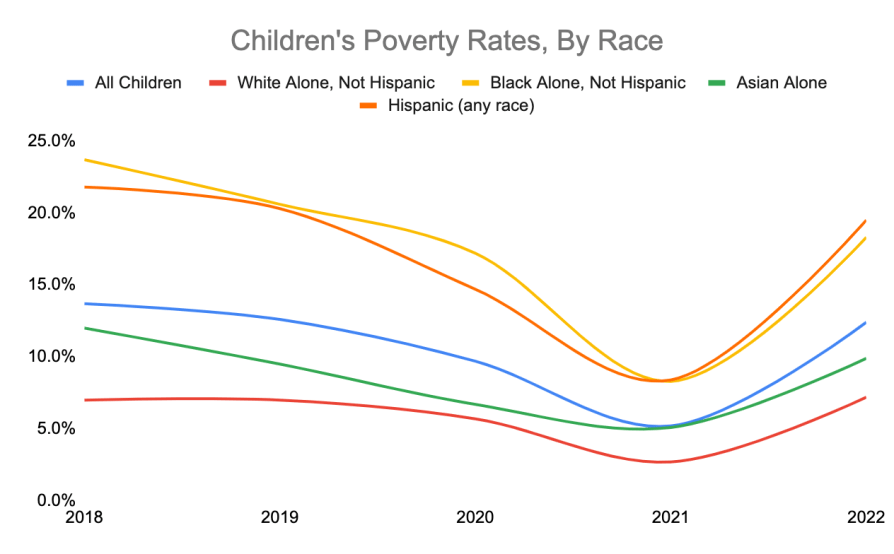 Children's Poverty Rates, By Race
All Children White Alone, Not Hispanic Black Alone, Not Hispanic Asian Alone
Hispanic (any race)
25.0%
20.0%
15.0%
10.0%
5.0%
0.0%
2018 2019 2020 2021 2022